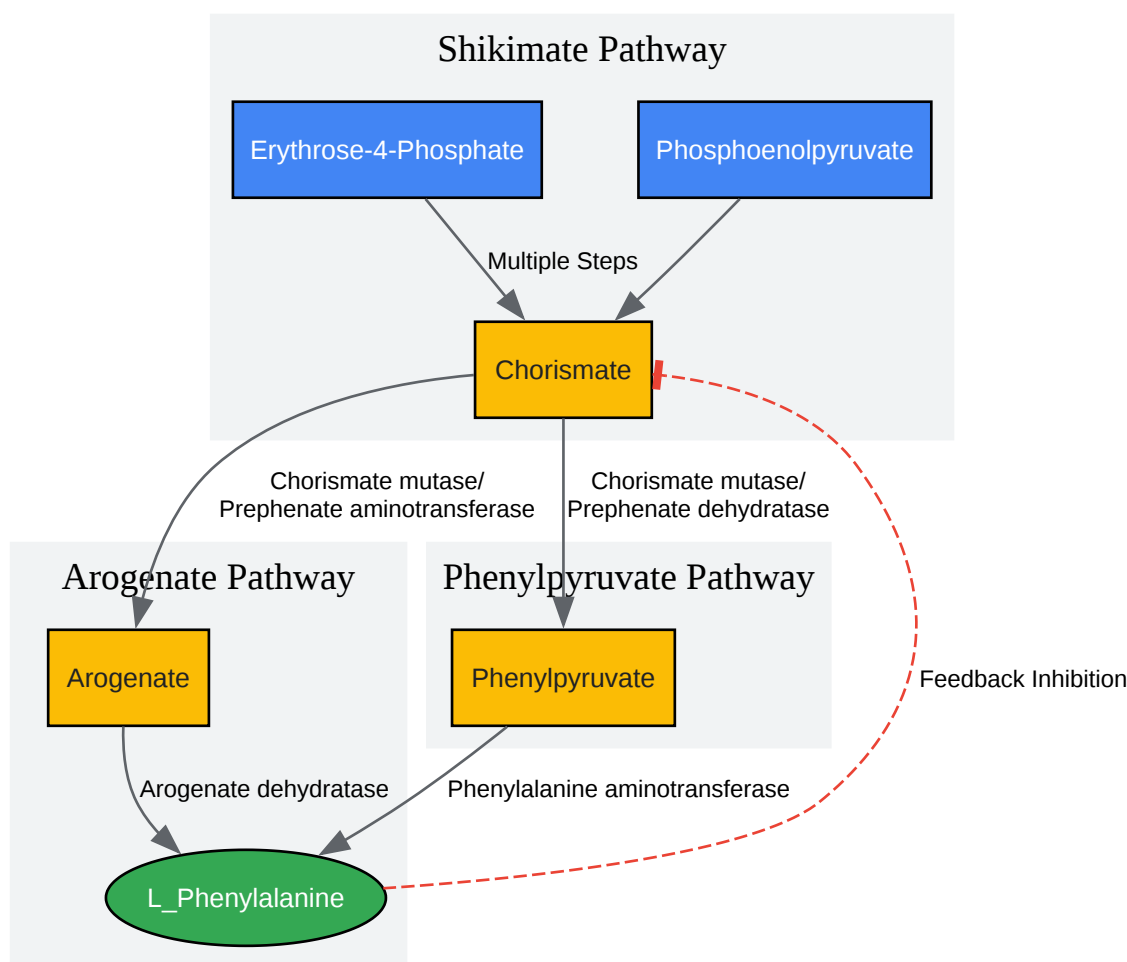 Shikimate Pathway
Erythrose-4-Phosphate
Phosphoenolpyruvate
Multiple Steps
Chorismate
Chorismate mutase/
Prephenate aminotransferase
Chorismate mutase/
Prephenate dehydratase
Arogenate Pathway
Phenylpyruvate Pathway
Arogenate
Phenylpyruvate
Feedback Inhibition
Arogenate dehydratase
Phenylalanine aminotransferase
L_Phenylalanine